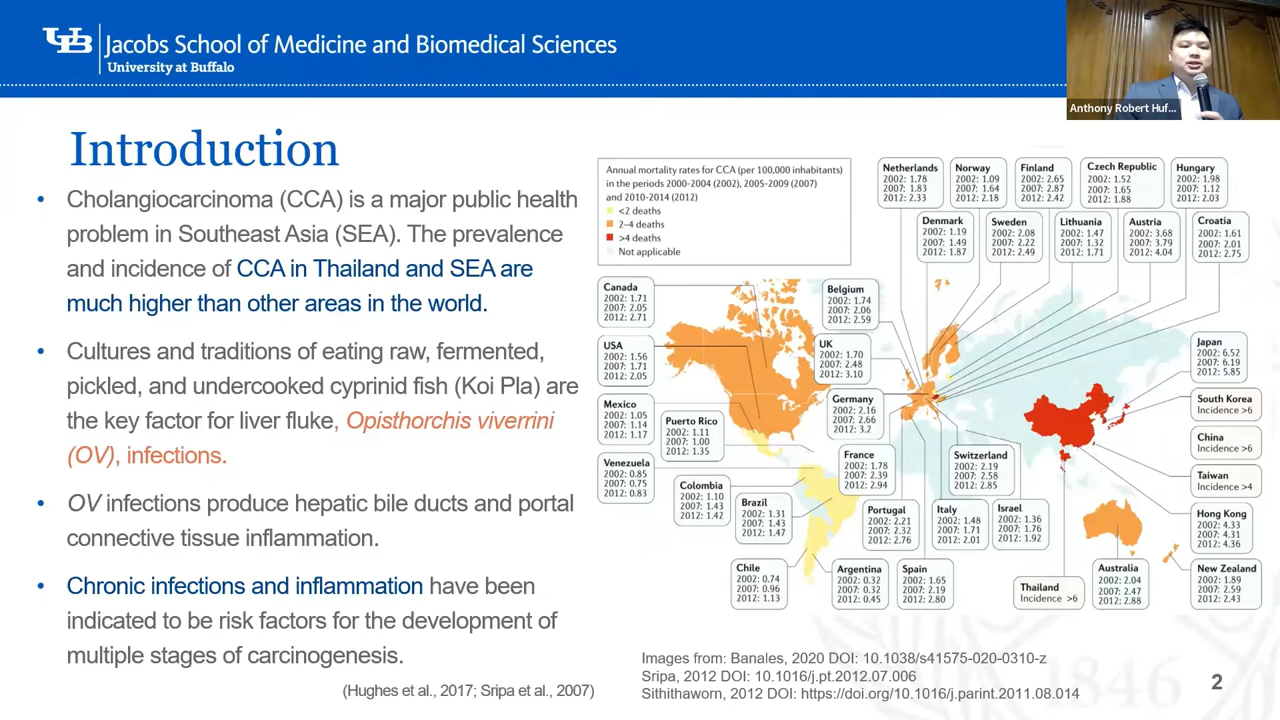 UB
Jacobs School of Medicine and Biomedical Sciences
University at Buffalo
Anthony Robert Huf...
Introduction
• Cholangiocarcinoma (CCA) is a major public health
problem in Southeast Asia (SEA). The prevalence
and incidence of CCA in Thailand and SEA are
much higher than other areas in the world.
• Cultures and traditions of eating raw, fermented,
pickled, and undercooked cyprinid fish (Koi Pla) are
the key factor for liver fluke, Opisthorchis viverrini
(OV), infections.
• OV infections produce hepatic bile ducts and portal
connective tissue inflammation.
• Chronic infections and inflammation have been
indicated to be risk factors for the development of
multiple stages of carcinogenesis.
(Hughes et al., 2017; Sripa et al., 2007)
Annual mortality rates for CCA (per 100,000 inhabitants)
in the periods 2000-2004 (2002), 2005-2009 (2007)
and 2010-2014 (2012)
<2 deaths
2–4 deaths
>4 deaths
Not applicable
Netherlands
2002: 1.78
2007: 1.83
2012: 2.33
Norway
2002: 1.09
2007: 1.64
2012: 2.18
Finland
2002: 2.65
2007: 2.87
2012: 2.42
Czech Republic
2002: 1.52
2007: 1.65
2012: 1.88
Hungary
2002: 1.98
2007: 1.12
2012: 2.03
Denmark
2002: 1.19
2007: 1.49
2012: 1.87
Sweden
2002: 2.08
2007: 2.22
2012: 2.49
Lithuania
2002: 1.47
2007: 1.32
2012: 1.71
Austria
2002: 3.68
2007: 3.79
2012: 4.04
Croatia
2002: 1.61
2007: 2.01
2012: 2.75
Canada
2002: 1.71
2007: 2.05
2012: 2.71
Belgium
2002: 1.74
2007: 2.06
2012: 2.59
USA
2002: 1.56
2007: 1.71
2012: 2.05
UK
2002: 1.70
2007: 2.48
2012: 3.10
Japan
2002: 6.52
2007: 6.19
2012: 5.85
Mexico
2002: 1.05
2007: 1.14
2012: 1.17
Puerto Rico
2002: 1.11
2007: 1.00
2012: 1.35
Germany
2002: 2.16
2007: 2.66
2012: 3.2
South Korea
Incidence >6
China
Incidence >6
Venezuela
2002: 0.85
2007: 0.75
2012: 0.83
France
2002: 1.78
2007: 2.39
2012: 2.94
Switzerland
2002: 2.19
2007: 2.58
2012: 2.85
Taiwan
Incidence >4
Colombia
2002: 1.10
2007: 1.43
2012: 1.42
Brazil
2002: 1.31
2007: 1.43
2012: 1.47
Portugal
2002: 2.21
2007: 2.32
2012: 2.76
Italy
2002: 1.48
2007: 1.71
2012: 2.01
Israel
2002: 1.36
2007: 1.76
2012: 1.92
Hong Kong
2002: 4.33
2007: 4.31
2012: 4.36
Chile
2002: 0.74
2007: 0.96
2012: 1.13
Argentina
2002: 0.32
2007: 0.32
2012: 0.45
Spain
2002: 1.65
2007: 2.19
2012: 2.80
Thailand
Incidence >6
Australia
2002: 2.04
2007: 2.47
2012: 2.88
New Zealand
2002: 1.89
2007: 2.59
2012: 2.43
Images from: Banales, 2020 DOI: 10.1038/s41575-020-0310-z
Sripa, 2012 DOI: 10.1016/j.pt.2012.07.006
Sithithaworn, 2012 DOI: https://doi.org/10.1016/j.parint.2011.08.014
1846
2